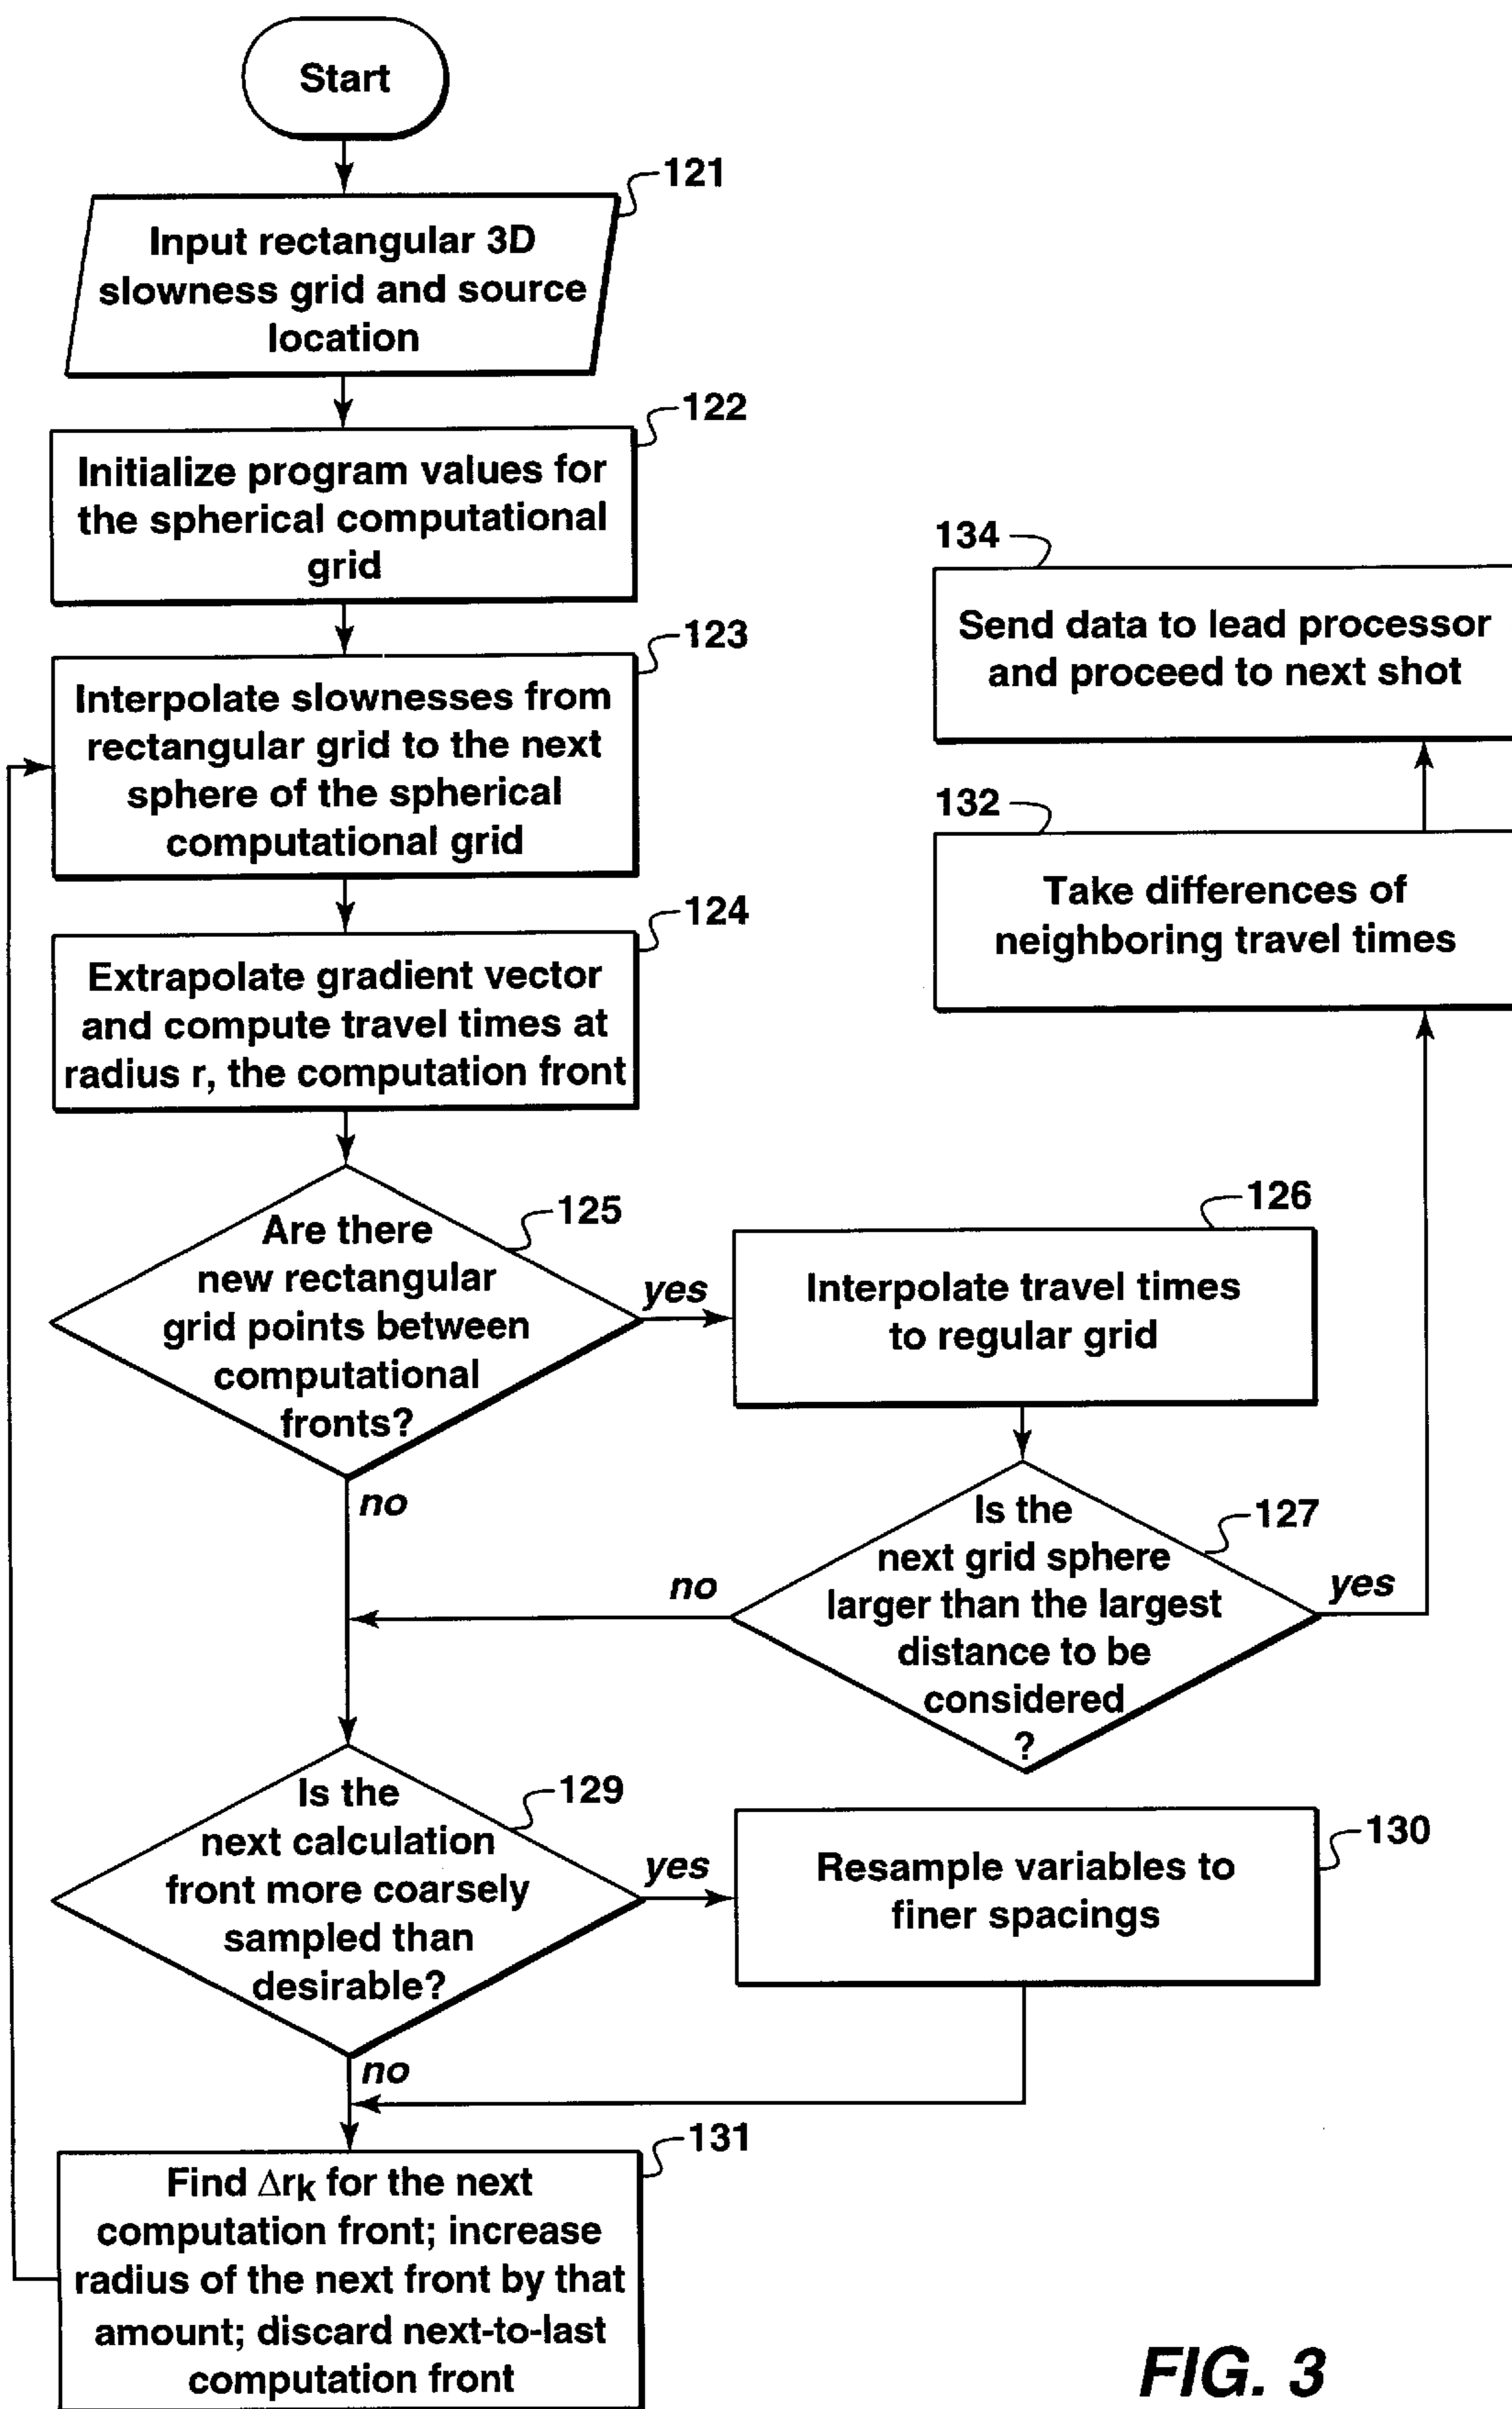 Start
121
Input rectangular 3D
slowness grid and source
location
122
Initialize program values for
the spherical computational
grid
123
Interpolate slownesses from
rectangular grid to the next
sphere of the spherical
computational grid
124
Extrapolate gradient vector
and compute travel times at
radius r, the computation front
125
Are there
new rectangular
grid points between
computational
fronts?
yes
no
126
Interpolate travel times
to regular grid
127
Is the
next grid sphere
larger than the largest
distance to be
considered
?
no
yes
132
Take differences of
neighboring travel times
134
Send data to lead processor
and proceed to next shot
129
Is the
next calculation
front more coarsely
sampled than
desirable?
yes
no
130
Resample variables to
finer spacings
131
Find Δrk for the next
computation front; increase
radius of the next front by that
amount; discard next-to-last
computation front
FIG. 3